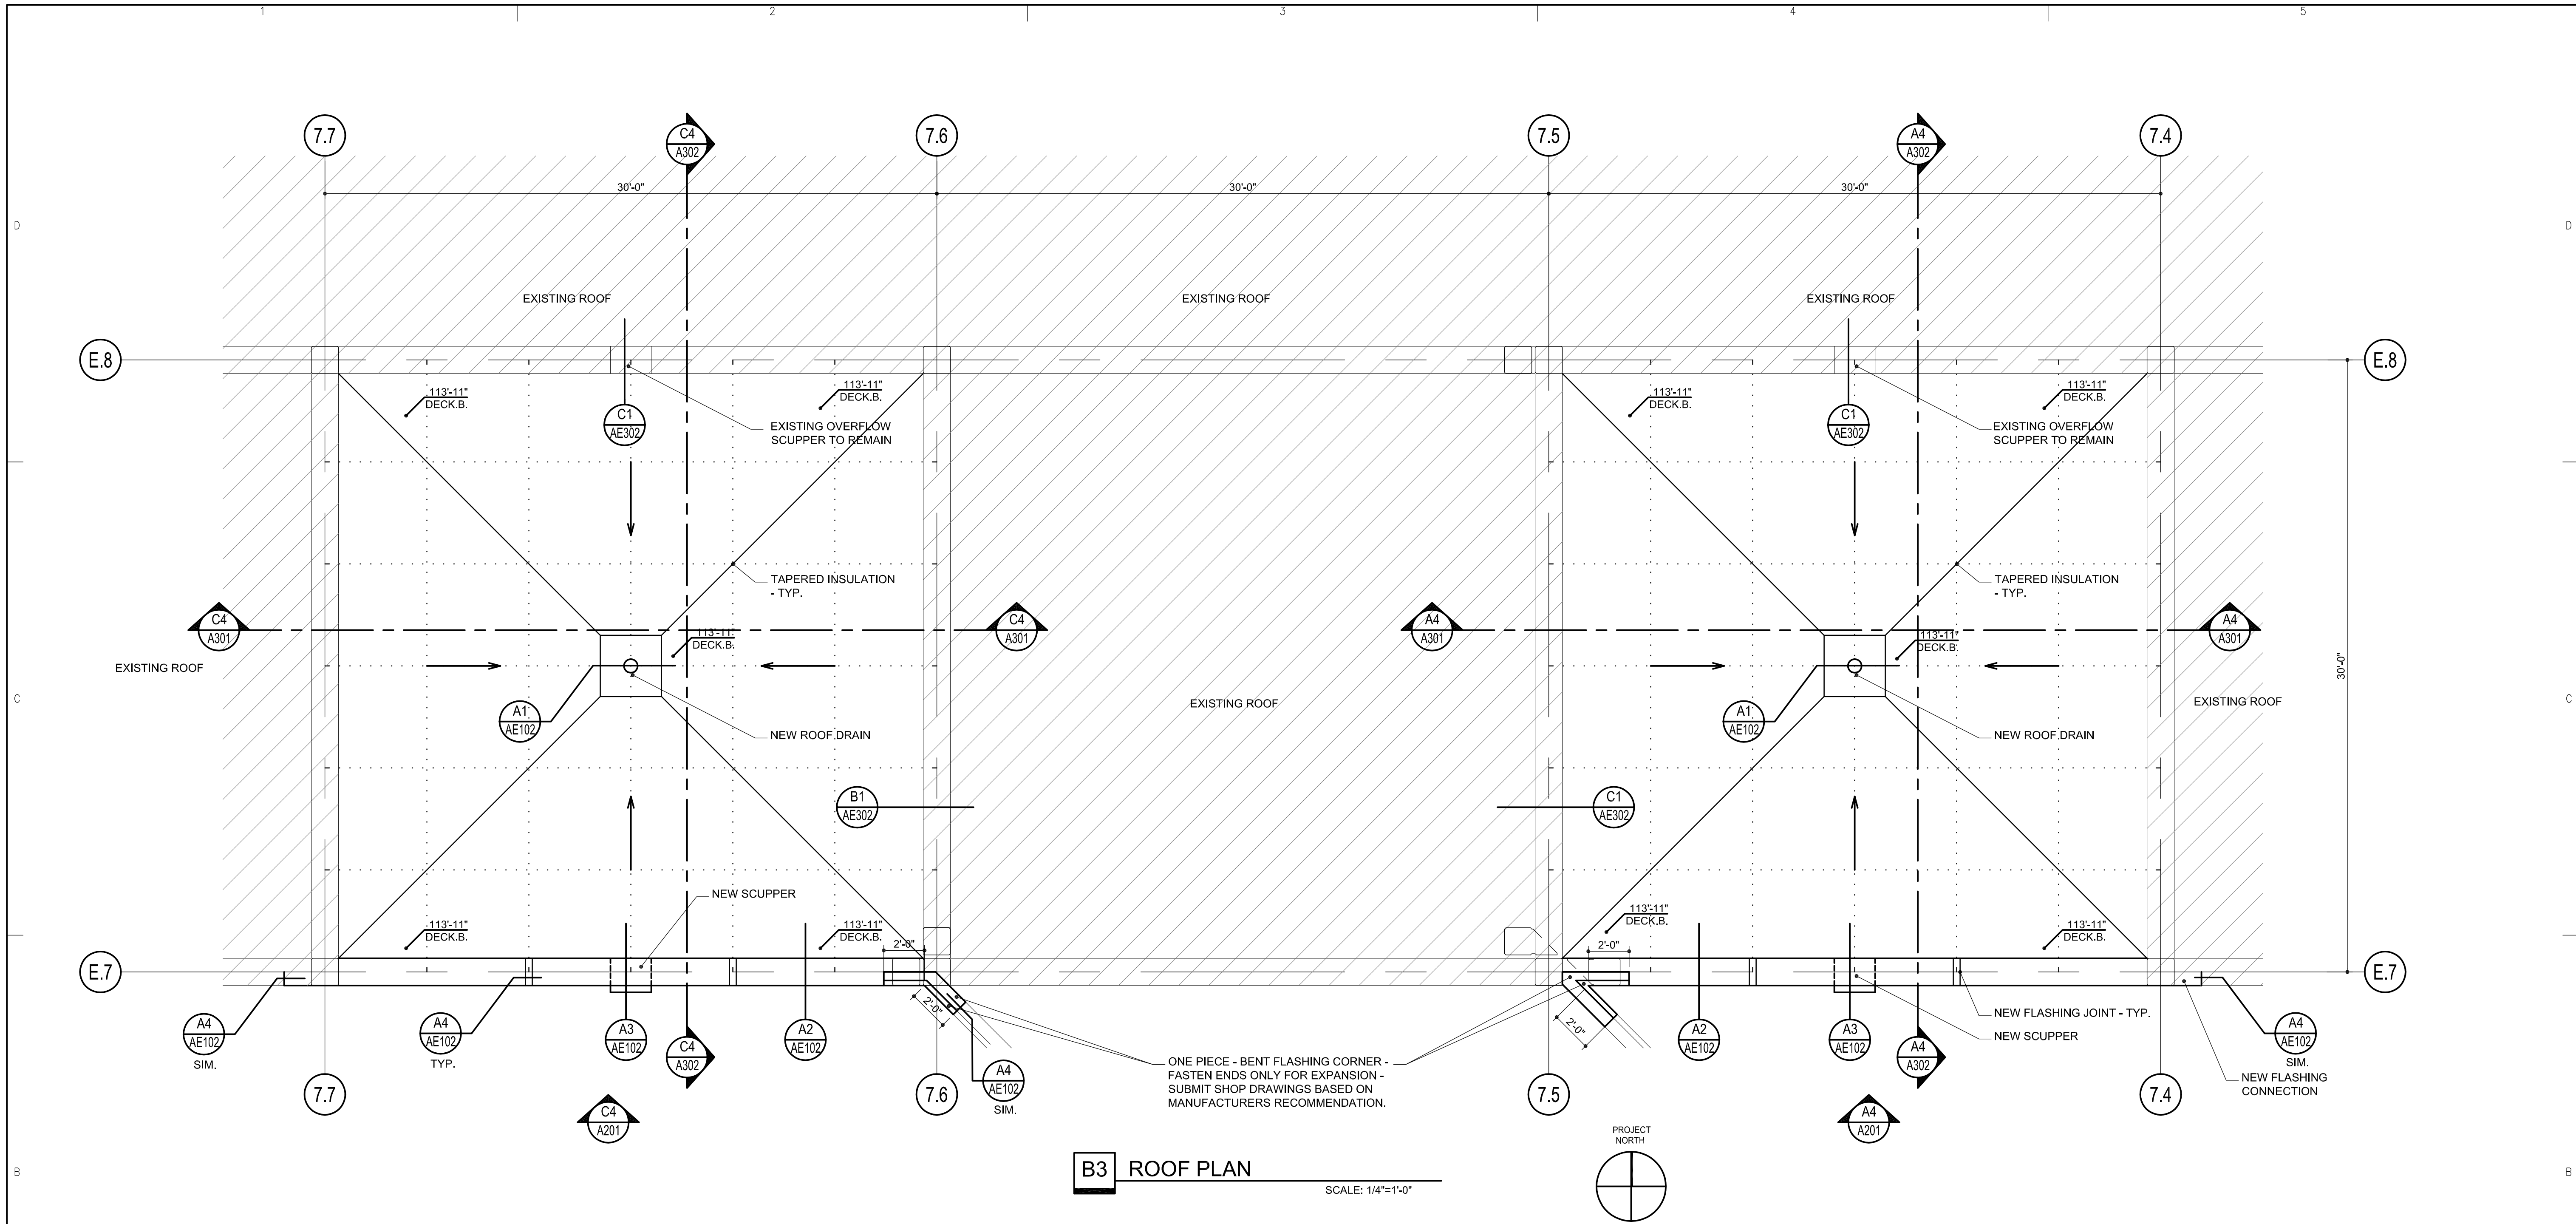 1 2 3 4 5
7.7 C4 7.6 7.5 A4 7.4
A302 A302
30'-0" 30'-0" 30'-0"
D D
EXISTING ROOF EXISTING ROOF EXISTING ROOF
E.8 E.8
113'-11" 113'-11" 113'-11" 113'-11"
DECK.B. DECK.B. DECK.B. DECK.B.
C1 C1
AE302 AE302
EXISTING OVERFLOW EXISTING OVERFLOW
SCUPPER TO REMAIN SCUPPER TO REMAIN
TAPERED INSULATION TAPERED INSULATION
- TYP. - TYP.
C4 C4 A4 A4
A301 A301 A301 A301
113'-11" 113'-11"
DECK.B. DECK.B.
EXISTING ROOF 30'-0"
C EXISTING ROOF EXISTING ROOF C
A1 A1
AE102 AE102
NEW ROOF DRAIN NEW ROOF DRAIN
B1 C1
AE302 AE302
NEW SCUPPER
113'-11" 113'-11" 113'-11" 113'-11"
DECK.B. DECK.B. DECK.B. DECK.B.
2'-0" 2'-0"
E.7 E.7
2'-0" 2'-0"
NEW FLASHING JOINT - TYP.
NEW SCUPPER
A4 A4 A3 A2 A2 A3 A4
AE102 AE102 AE102 AE102 AE102 AE102 AE102
SIM. TYP. SIM.
C4 A4
A302 A302
ONE PIECE - BENT FLASHING CORNER -
FASTEN ENDS ONLY FOR EXPANSION -
SUBMIT SHOP DRAWINGS BASED ON
MANUFACTURERS RECOMMENDATION.
A4
AE102
SIM.
NEW FLASHING
CONNECTION
7.7 7.6 7.5 7.4
C4 A4
A201 A201
PROJECT
NORTH
B B3 ROOF PLAN B
SCALE: 1/4"=1'-0"